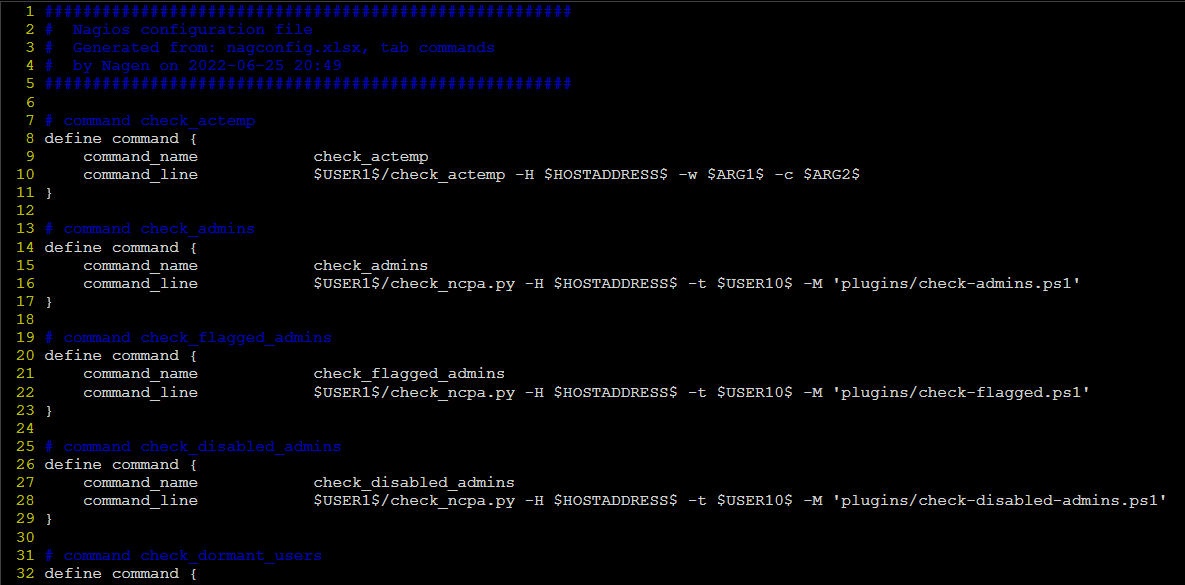 1 #######################################################
2 #  Nagios configuration file
3 #  Generated from: nagconfig.xlsx, tab commands
4 #  by Nagen on 2022-06-25 20:49
5 #######################################################
6
7 # command check_actemp
8 define command {
9     command_name            check_actemp
10     command_line            $USER1$/check_actemp -H $HOSTADDRESS$ -w $ARG1$ -c $ARG2$
11 }
12
13 # command check_admins
14 define command {
15     command_name            check_admins
16     command_line            $USER1$/check_ncpa.py -H $HOSTADDRESS$ -t $USER10$ -M 'plugins/check-admins.ps1'
17 }
18
19 # command check_flagged_admins
20 define command {
21     command_name            check_flagged_admins
22     command_line            $USER1$/check_ncpa.py -H $HOSTADDRESS$ -t $USER10$ -M 'plugins/check-flagged.ps1'
23 }
24
25 # command check_disabled_admins
26 define command {
27     command_name            check_disabled_admins
28     command_line            $USER1$/check_ncpa.py -H $HOSTADDRESS$ -t $USER10$ -M 'plugins/check-disabled-admins.ps1'
29 }
30
31 # command check_dormant_users
32 define command {